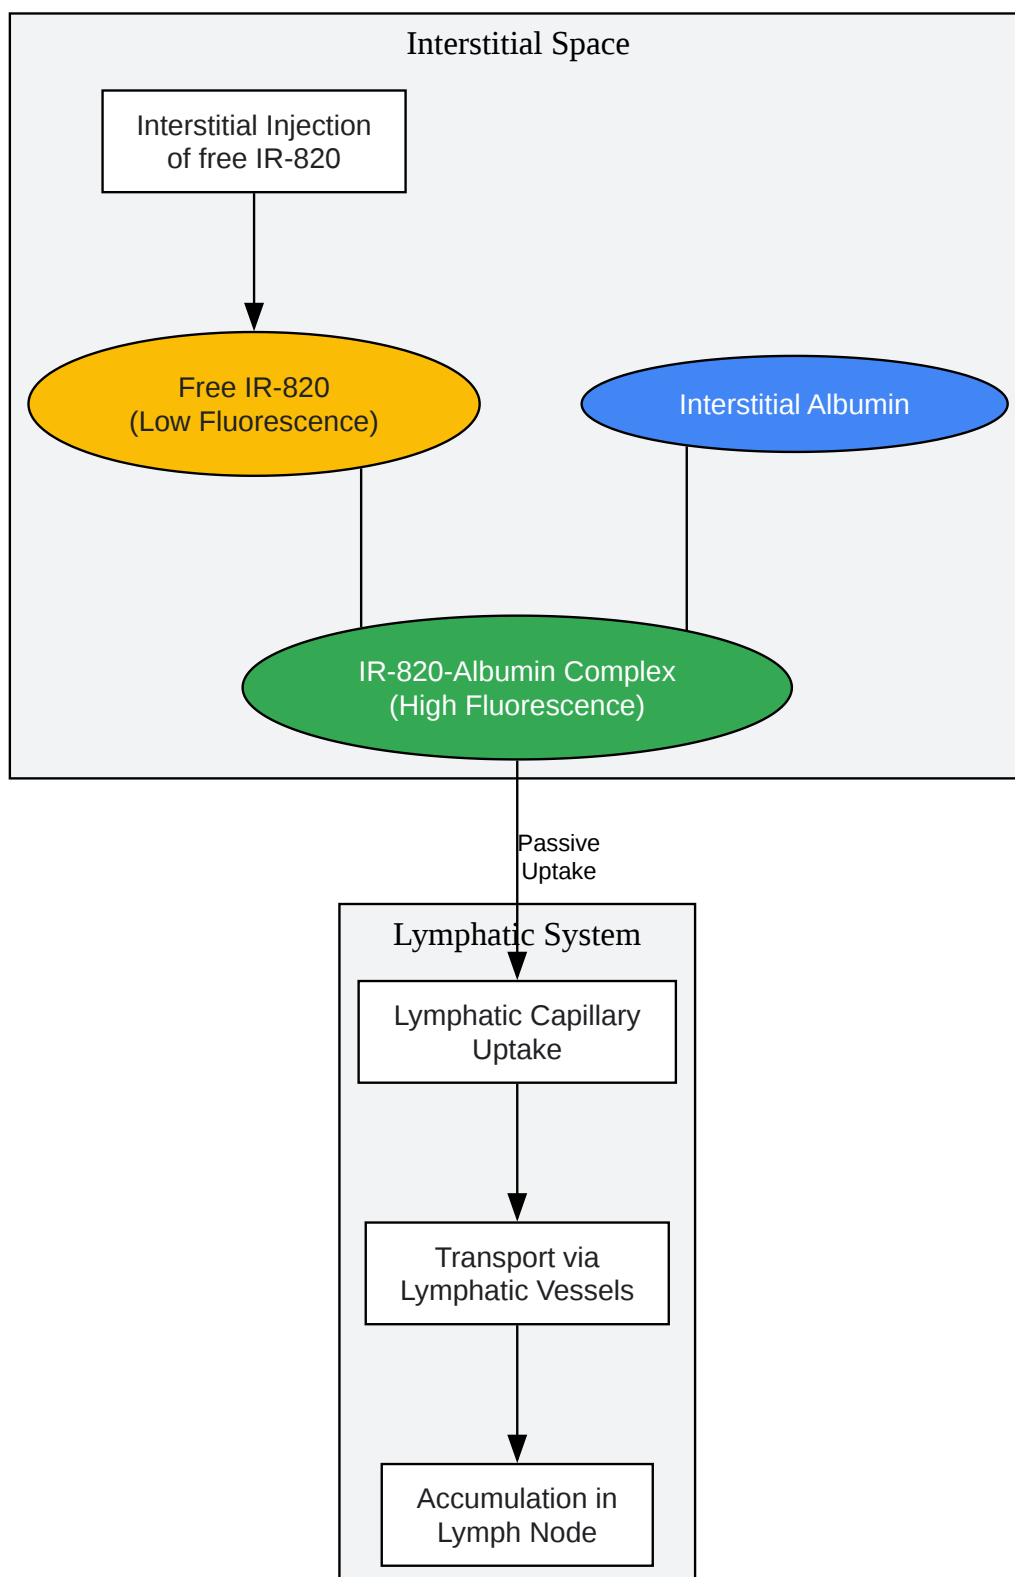 Interstitial Space
Interstitial Injection
of free IR-820
Free IR-820
(Low Fluorescence)
Interstitial Albumin
IR-820-Albumin Complex
(High Fluorescence)
Passive
Uptake
Lymphatic System
Lymphatic Capillary
Uptake
Transport via
Lymphatic Vessels
Accumulation in
Lymph Node